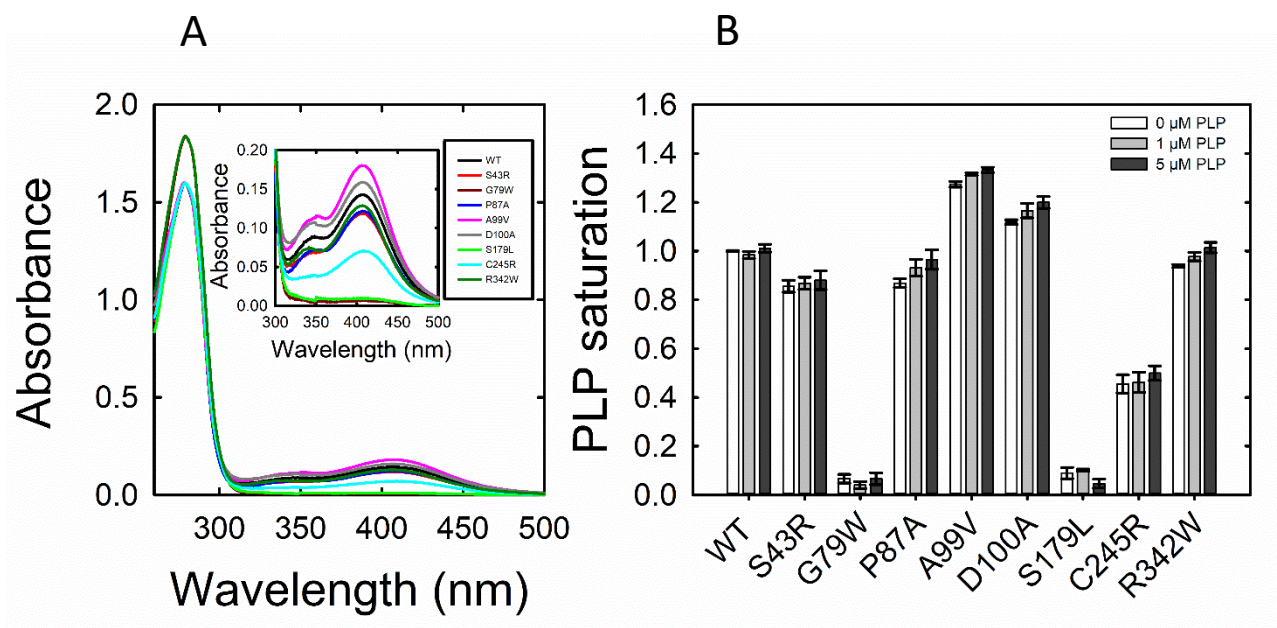 A
B
Absorbance
2.0
1.5
1.0
0.5
0.0
300
350
400
450
500
Wavelength (nm)
Absorbance
0.20
0.15
0.10
0.05
0.00
300
350
400
450
500
Wavelength (nm)
WT
S43R
G79W
P87A
A99V
D100A
S179L
C245R
R342W
PLP saturation
1.6
1.4
1.2
1.0
0.8
0.6
0.4
0.2
0.0
0 µM PLP
1 µM PLP
5 µM PLP
WT
S43R
G79W
P87A
A99V
D100A
S179L
C245R
R342W